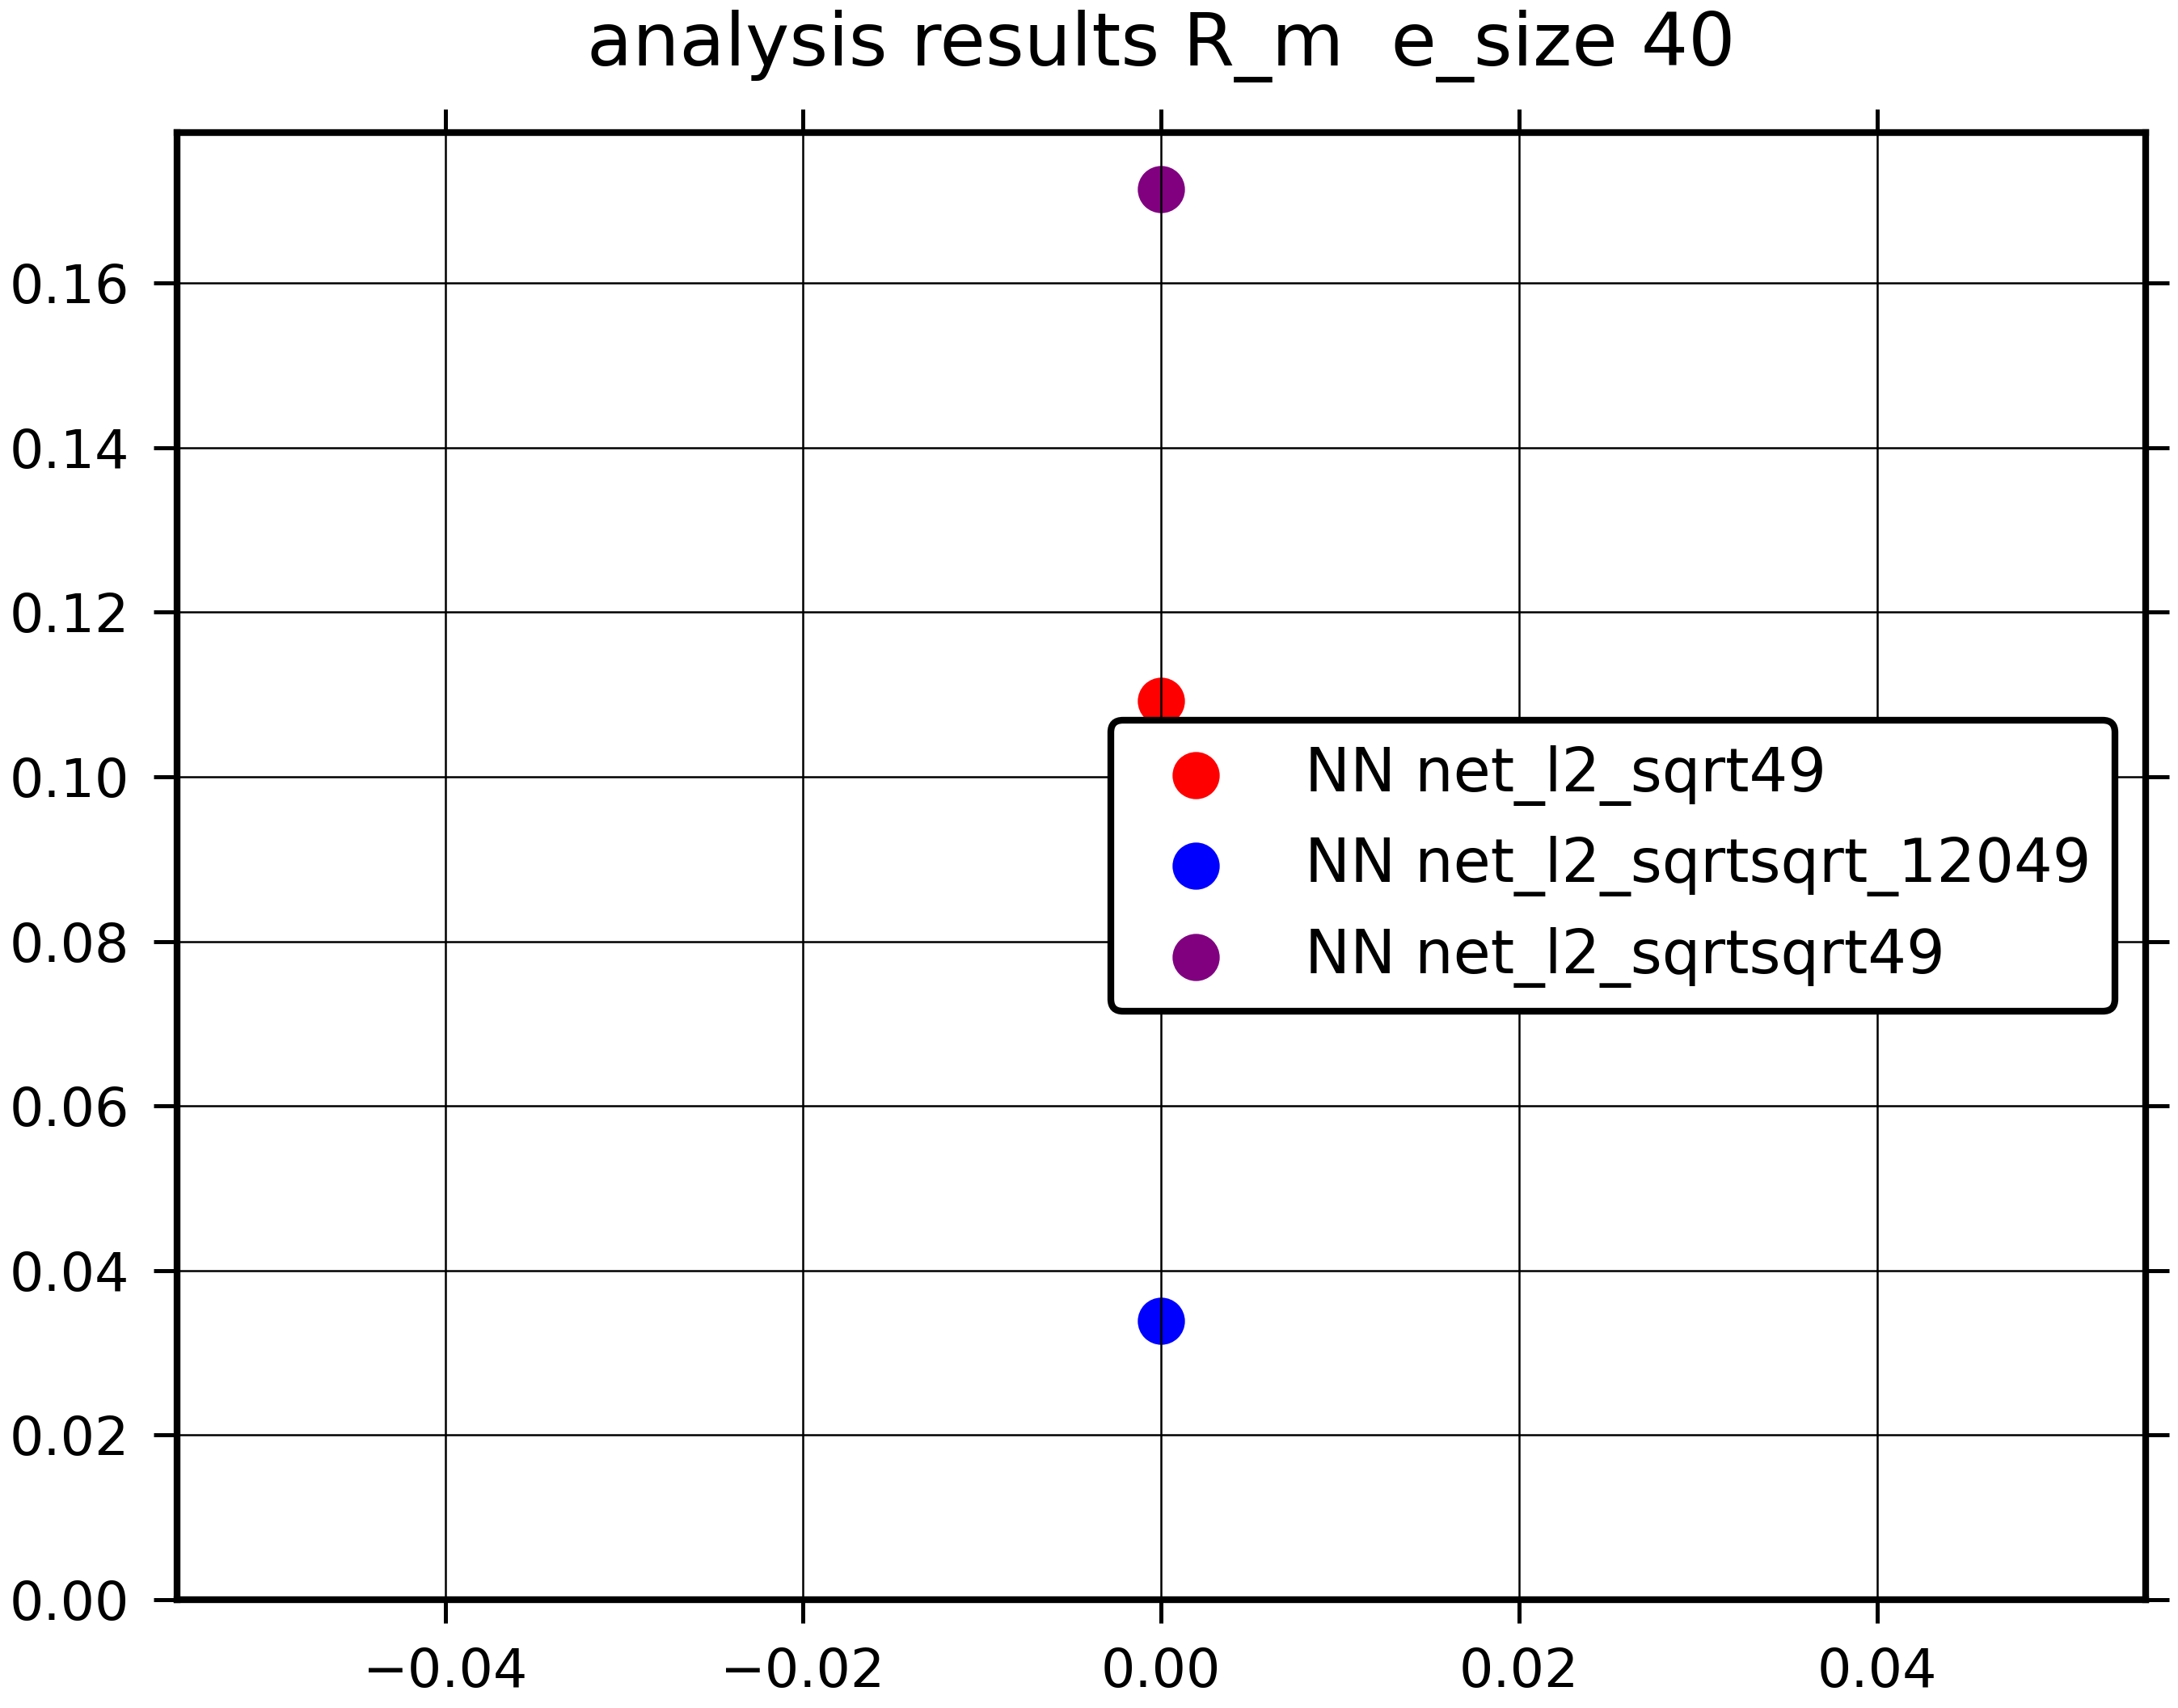 analysis results R_m  e_size 40
0.16
0.14
0.12
0.10
0.08
0.06
0.04
0.02
0.00
NN net_l2_sqrt49
NN net_l2_sqrtsqrt_12049
NN net_l2_sqrtsqrt49
−0.04 −0.02 0.00 0.02 0.04